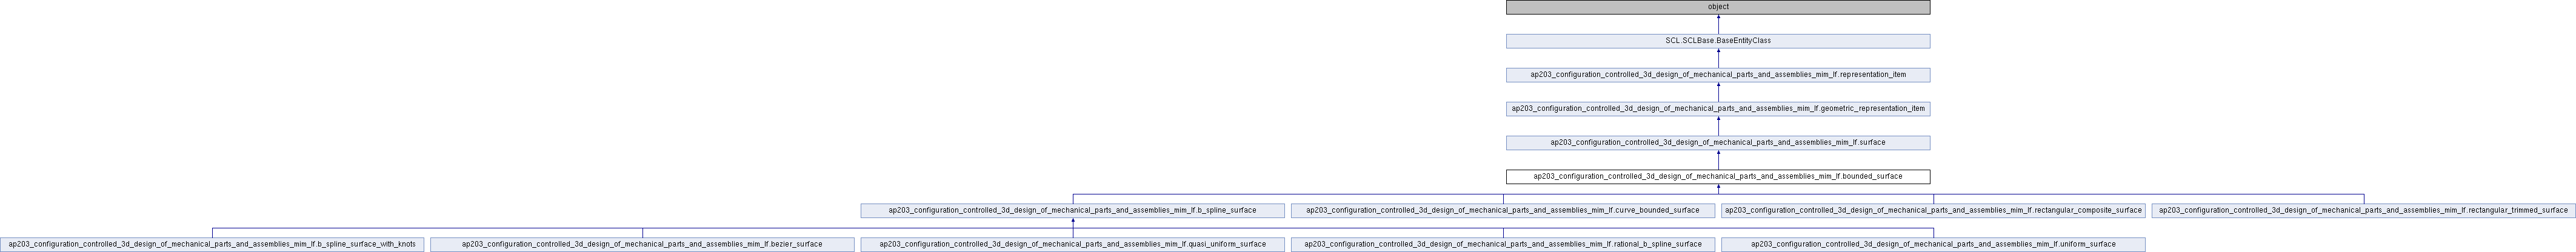 object
SCL.SCLBase.BaseEntityClass
ap203_configuration_controlled_3d_design_of_mechanical_parts_and_assemblies_mim_lf.representation_item
ap203_configuration_controlled_3d_design_of_mechanical_parts_and_assemblies_mim_lf.geometric_representation_item
ap203_configuration_controlled_3d_design_of_mechanical_parts_and_assemblies_mim_lf.surface
ap203_configuration_controlled_3d_design_of_mechanical_parts_and_assemblies_mim_lf.bounded_surface
ap203_configuration_controlled_3d_design_of_mechanical_parts_and_assemblies_mim_lf.b_spline_surface
ap203_configuration_controlled_3d_design_of_mechanical_parts_and_assemblies_mim_lf.curve_bounded_surface
ap203_configuration_controlled_3d_design_of_mechanical_parts_and_assemblies_mim_lf.rectangular_composite_surface
ap203_configuration_controlled_3d_design_of_mechanical_parts_and_assemblies_mim_lf.rectangular_trimmed_surface
ap203_configuration_controlled_3d_design_of_mechanical_parts_and_assemblies_mim_lf.b_spline_surface_with_knots
ap203_configuration_controlled_3d_design_of_mechanical_parts_and_assemblies_mim_lf.bezier_surface
ap203_configuration_controlled_3d_design_of_mechanical_parts_and_assemblies_mim_lf.quasi_uniform_surface
ap203_configuration_controlled_3d_design_of_mechanical_parts_and_assemblies_mim_lf.rational_b_spline_surface
ap203_configuration_controlled_3d_design_of_mechanical_parts_and_assemblies_mim_lf.uniform_surface